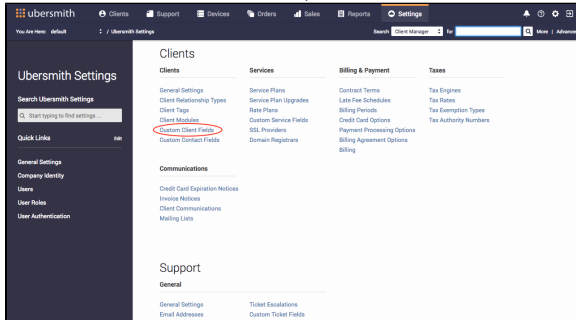 ubersmith
Clients
Support
Devices
Orders
Sales
Reports
Settings
You Are Here: default / Ubersmith Settings
Search Client Manager for
More | Advance
Ubersmith Settings
Search Ubersmith Settings
Start typing to find settings ...
Quick Links Edit
General Settings
Company Identity
Users
User Roles
User Authentication
Clients
Clients
General Settings
Client Relationship Types
Client Tags
Client Modules
Custom Client Fields
Custom Contact Fields
Services
Service Plans
Service Plan Upgrades
Rate Plans
Custom Service Fields
SSL Providers
Domain Registrars
Billing & Payment
Contract Terms
Late Fee Schedules
Billing Periods
Credit Card Options
Payment Processing Options
Billing Agreement Options
Billing
Taxes
Tax Engines
Tax Rates
Tax Exemption Types
Tax Authority Numbers
Communications
Credit Card Expiration Notices
Invoice Notices
Client Communications
Mailing Lists
Support
General
General Settings
Email Addresses
Ticket Escalations
Custom Ticket Fields